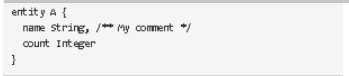 entity A {
  name String, /** My comment */
  count Integer
}